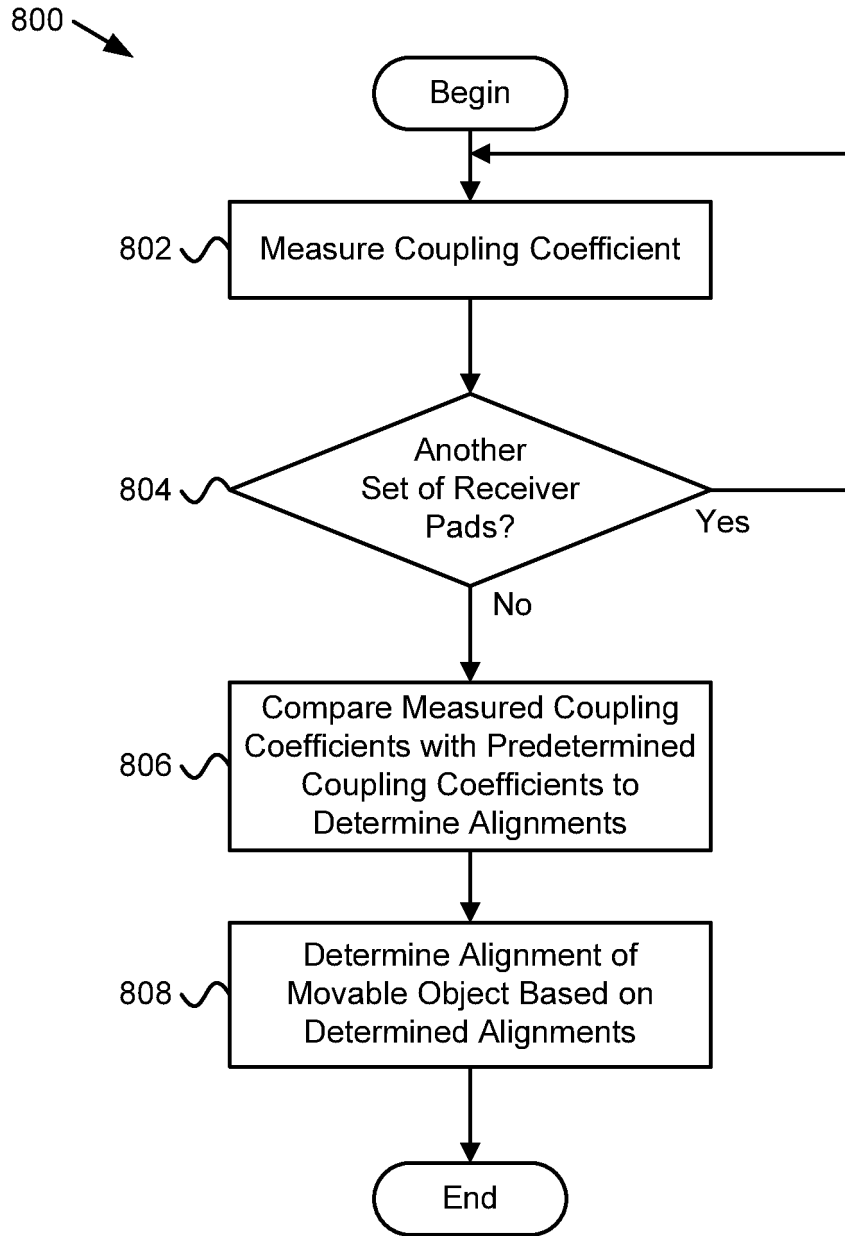 800
Begin
802
Measure Coupling Coefficient
804
Another
Set of Receiver
Pads?
Yes
No
806
Compare Measured Coupling
Coefficients with Predetermined
Coupling Coefficients to
Determine Alignments
808
Determine Alignment of
Movable Object Based on
Determined Alignments
End